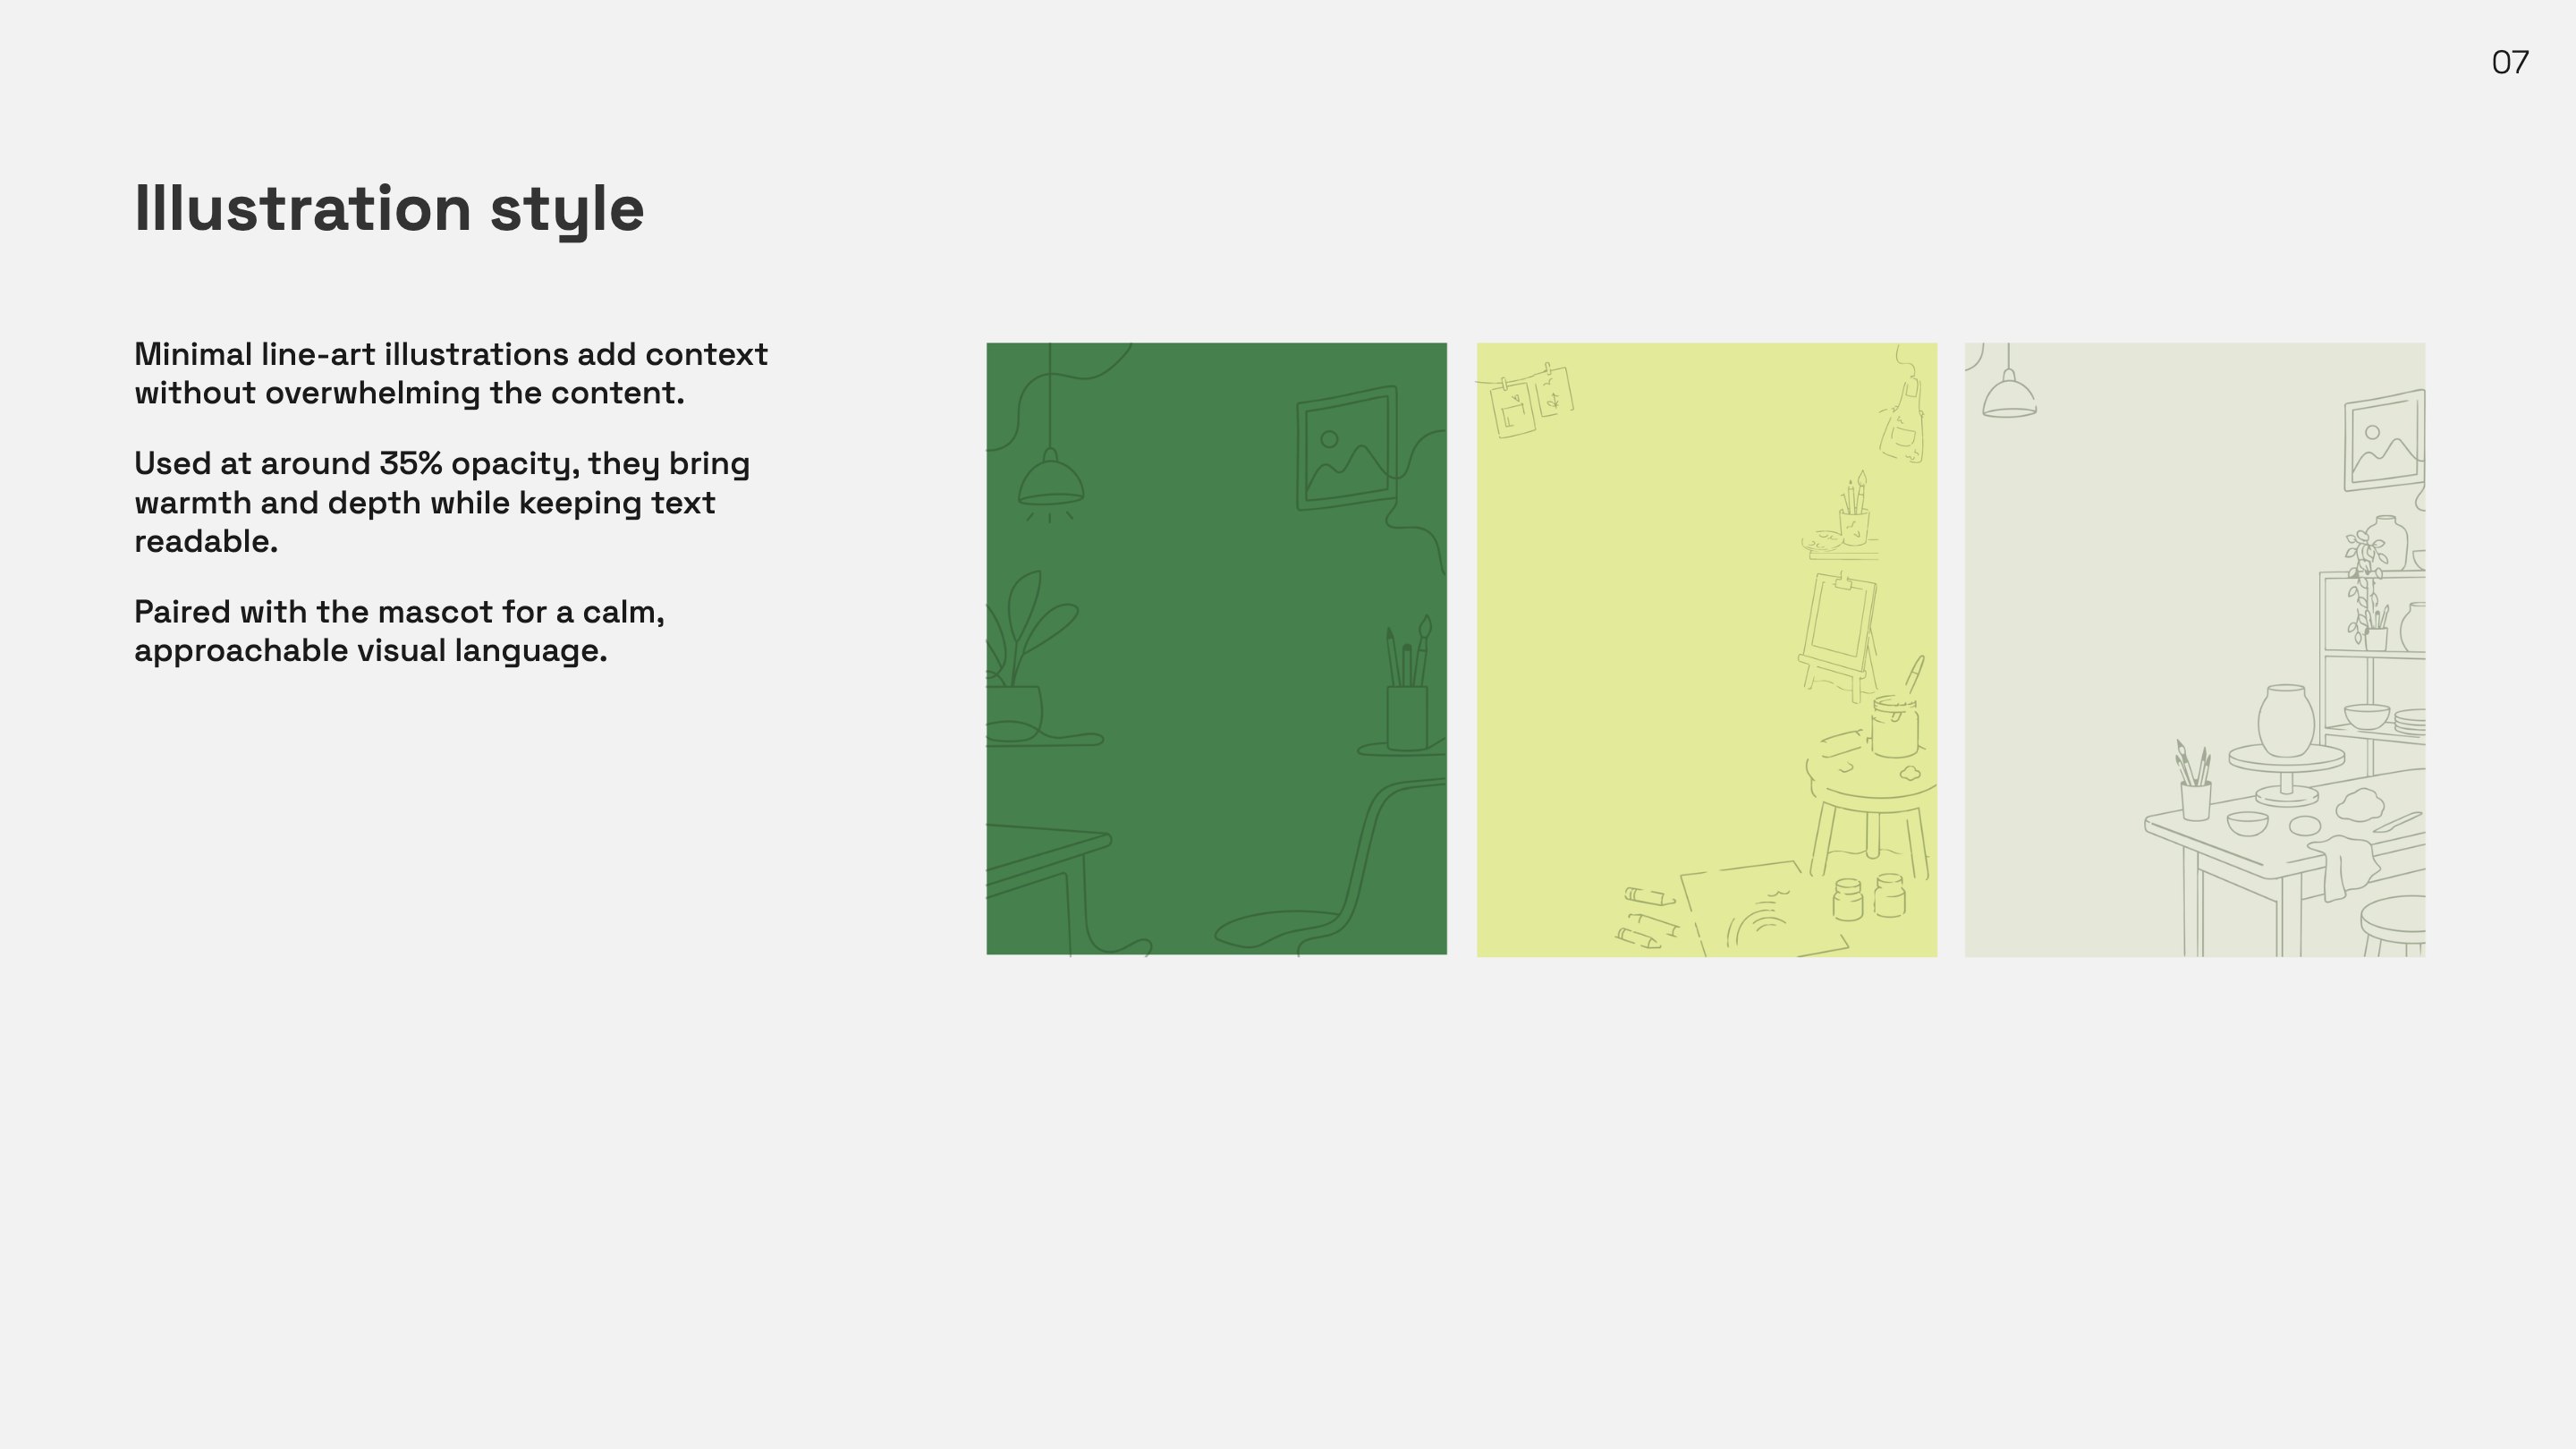 07
Illustration style
Minimal line-art illustrations add context
without overwhelming the content.
Used at around 35% opacity, they bring
warmth and depth while keeping text
readable.
Paired with the mascot for a calm,
approachable visual language.